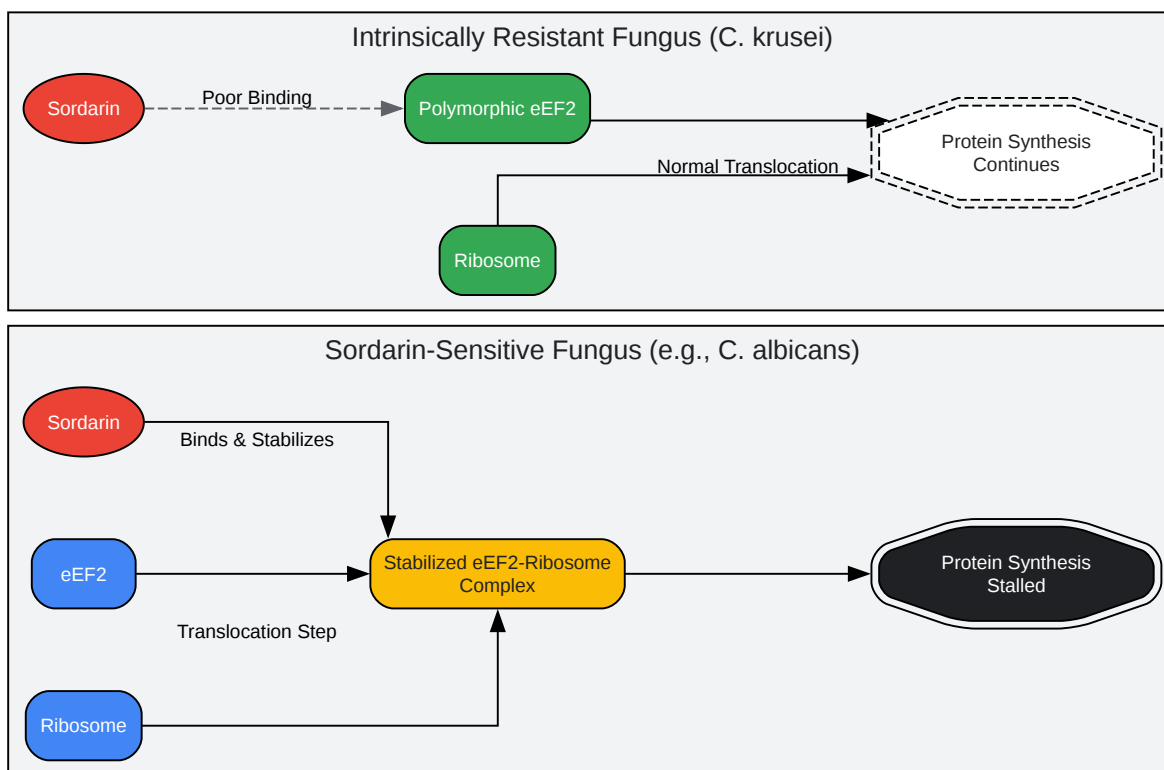 Intrinsically Resistant Fungus (C. krusei)
Sordarin
Poor Binding
Polymorphic eEF2
Protein Synthesis
Continues
Normal Translocation
Ribosome
Sordarin-Sensitive Fungus (e.g., C. albicans)
Sordarin
Binds & Stabilizes
eEF2
Stabilized eEF2-Ribosome
Complex
Protein Synthesis
Stalled
Translocation Step
Ribosome